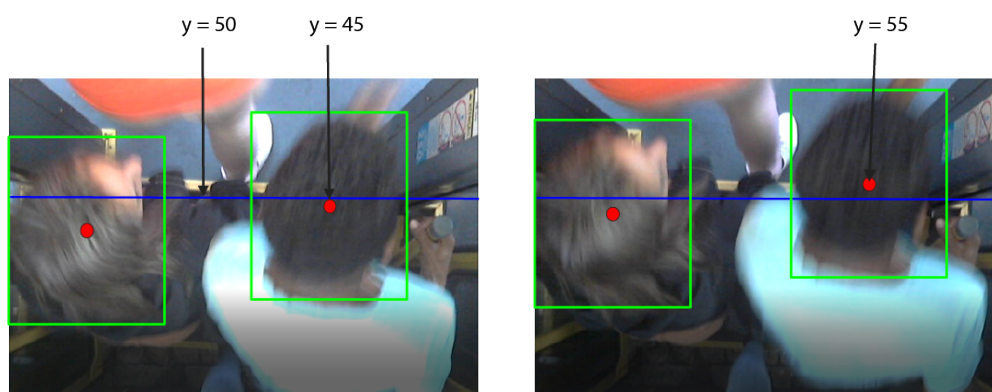 y = 50
y = 45
y = 55